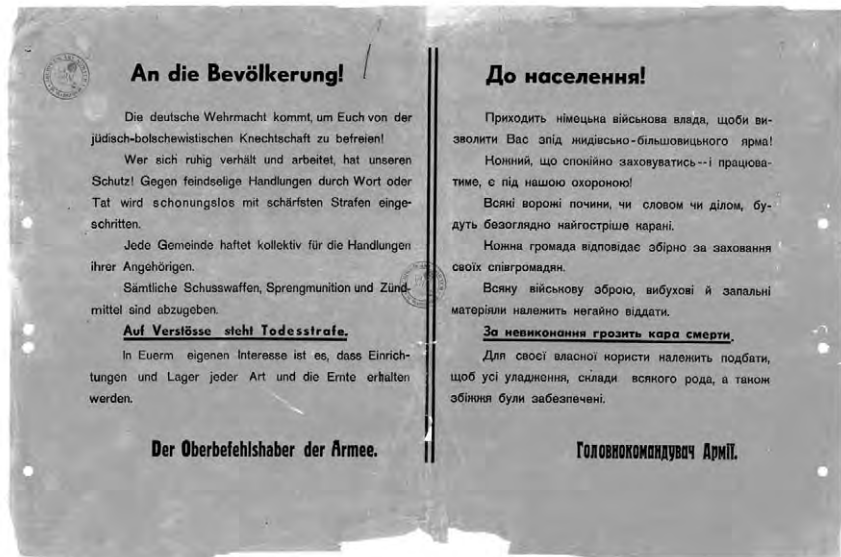 An die Bevölkerung!
Die deutsche Wehrmacht kommt, um Euch von der
jüdisch-bolschewistischen Knechtschaft zu befreien!
Wer sich ruhig verhält und arbeitet, hat unseren
Schutz! Gegen feindselige Handlungen durch Wort oder
Tat wird schonungslos mit schärfsten Strafen einge-
schritten.
Jede Gemeinde haftet kollektiv für die Handlungen
ihrer Angehörigen.
Sämtliche Schusswaffen, Sprengmunition und Zünd-
mittel sind abzugeben.
Auf Verstösse steht Todesstrafe.
In Euerm eigenen Interesse ist es, dass Einrich-
tungen und Lager jeder Art und die Ernte erhalten
werden.
Der Oberbefehlshaber der Armee.
До населення!
Приходить німецька військова влада, щоби ви-
зволити Вас зпід жидівсько-більшовицького ярма!
Кожний, що спокійно заховуватись--і працюва-
тиме, є під нашою охороною!
Всякі ворожі почини, чи словом чи ділом, бу-
дуть безоглядно найгостріше карані.
Кожна громада відповідає збірно за заховання
своїх співгромадян.
Всяку військову зброю, вибухові й запальні
матеріяли належить негайно віддати.
За невиконання грозить кара смерти.
Для своєї власної користи належить подбати,
щоб усі уладження, склади всякого рода, а також
збіжжя були забезпечені.
Головнокомандувач Армії.